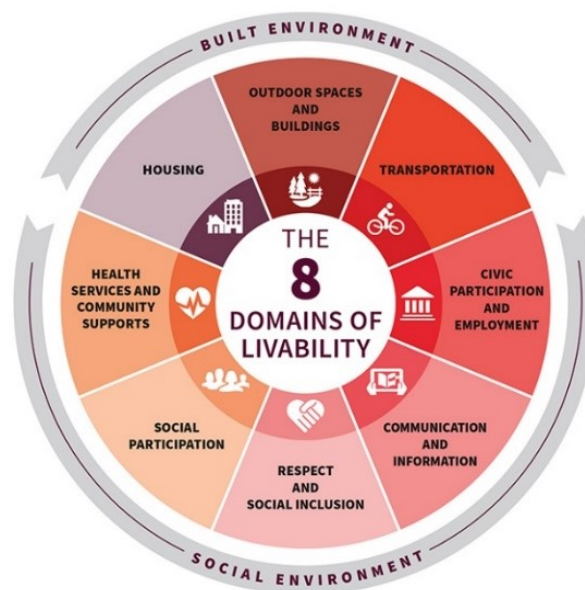 BUILT ENVIRONMENT
OUTDOOR SPACES
AND
BUILDINGS
TRANSPORTATION
CIVIC
PARTICIPATION
AND
EMPLOYMENT
COMMUNICATION
AND
INFORMATION
RESPECT
AND
SOCIAL INCLUSION
SOCIAL
PARTICIPATION
HEALTH
SERVICES AND
COMMUNITY
SUPPORTS
HOUSING
THE
8
DOMAINS OF
LIVABILITY
SOCIAL ENVIRONMENT